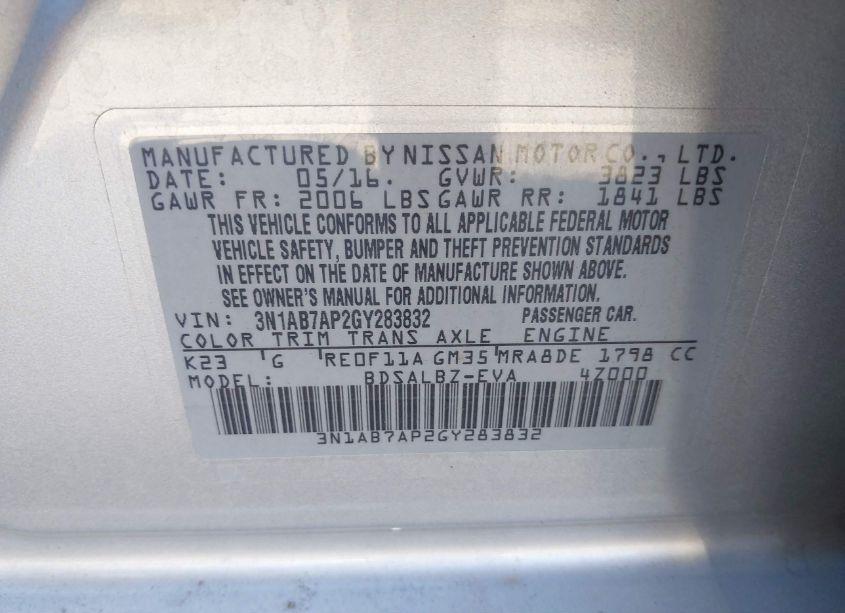 MANUFACTURED BY NISSAN MOTOR CO., LTD.
DATE: 05/16. GVWR: 3823 LBS
GAWR FR: 2006 LBS GAWR RR: 1841 LBS
THIS VEHICLE CONFORMS TO ALL APPLICABLE FEDERAL MOTOR
VEHICLE SAFETY, BUMPER AND THEFT PREVENTION STANDARDS
IN EFFECT ON THE DATE OF MANUFACTURE SHOWN ABOVE.
SEE OWNER'S MANUAL FOR ADDITIONAL INFORMATION.
VIN: 3N1AB7AP2GY283832 PASSENGER CAR.
COLOR TRIM TRANS AXLE ENGINE
K23 G RE0F11A GM35 MRA8DE 1798 CC
MODEL: BDSALBZ-EVA 4Z000
3N1AB7AP2GY283832